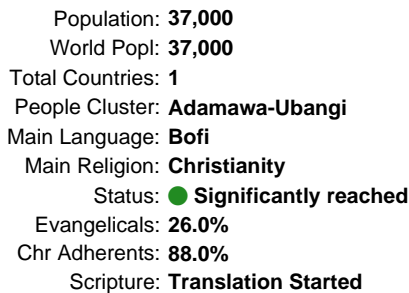 Population: 37,000
World Popl: 37,000
Total Countries: 1
People Cluster: Adamawa-Ubangi
Main Language: Bofi
Main Religion: Christianity
Status: Significantly reached
Evangelicals: 26.0%
Chr Adherents: 88.0%
Scripture: Translation Started